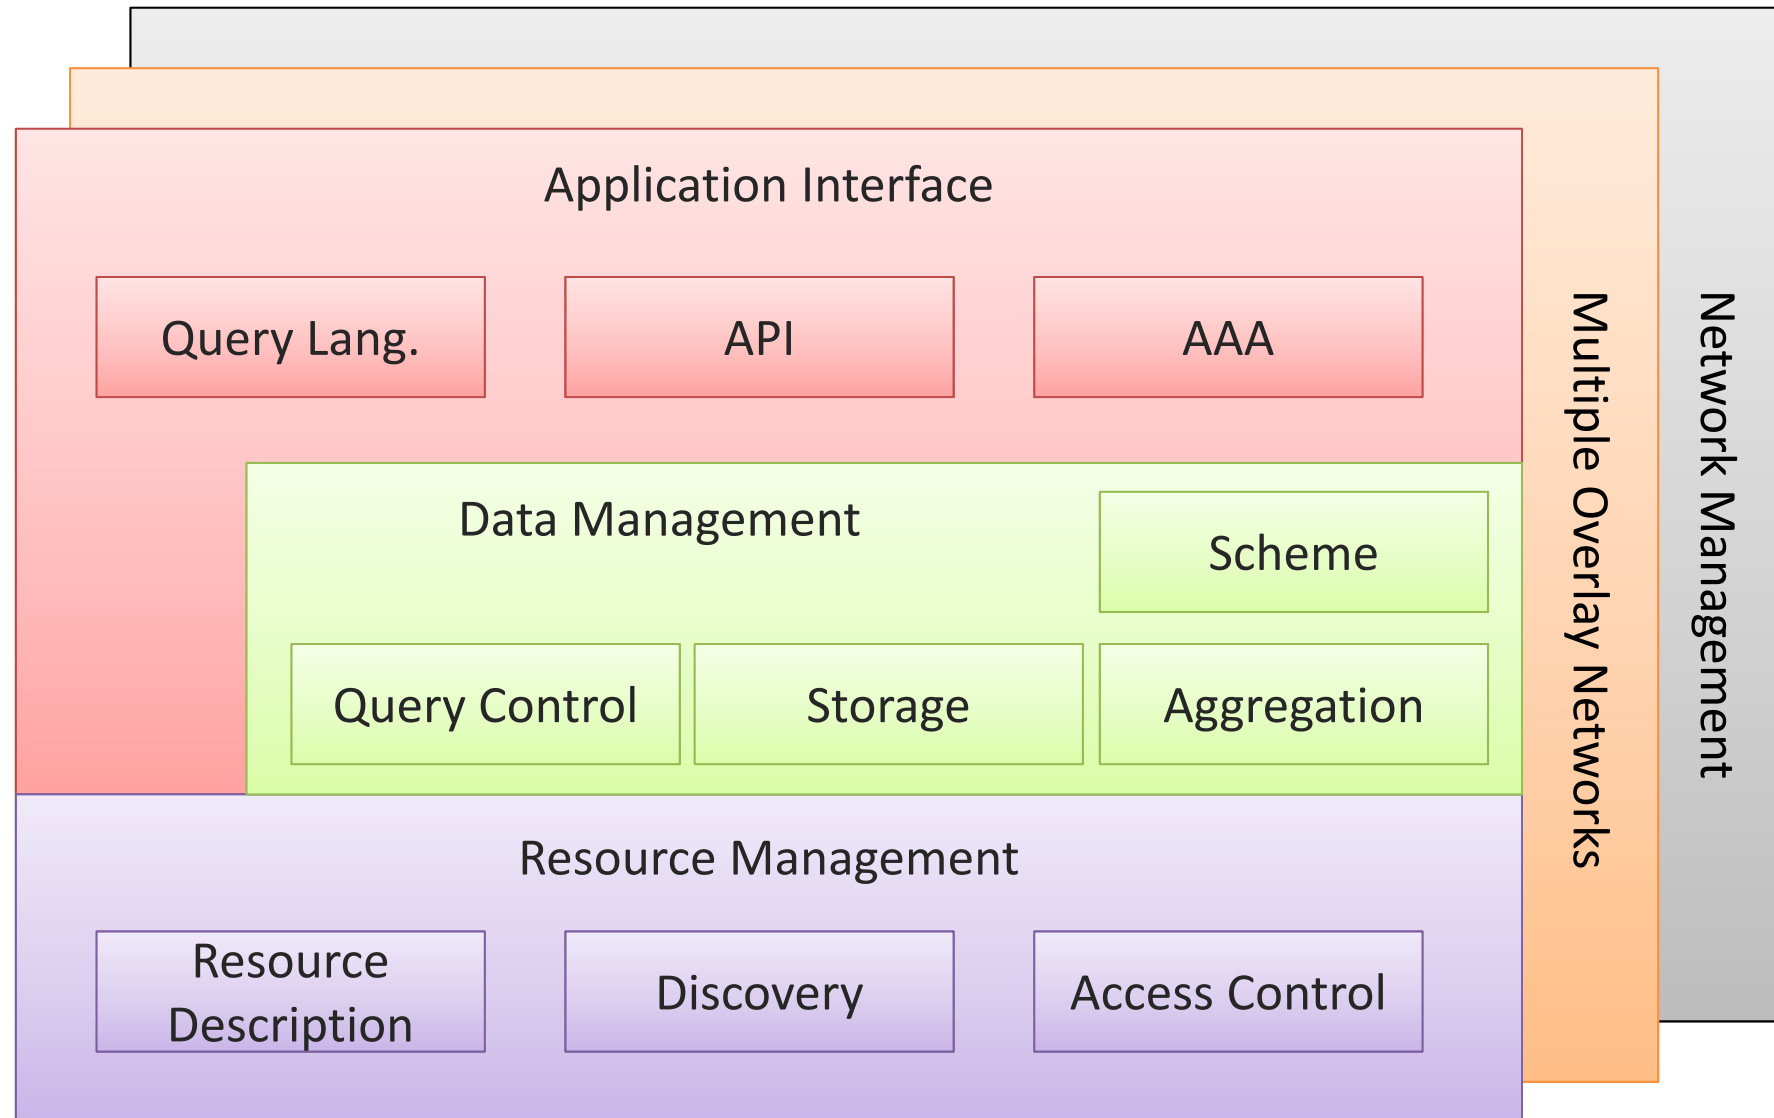 Application Interface
Query Lang.
API
AAA
Data Management
Scheme
Query Control
Storage
Aggregation
Resource Management
Resource
Description
Discovery
Access Control
Multiple Overlay Networks
Network Management